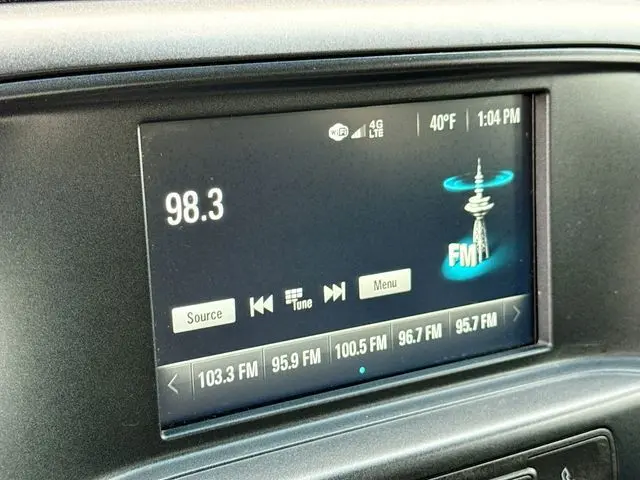 WiFi 4G LTE 40°F 1:04 PM
98.3
FM
Source Tune Menu
103.3 FM 95.9 FM 100.5 FM 96.7 FM 95.7 FM